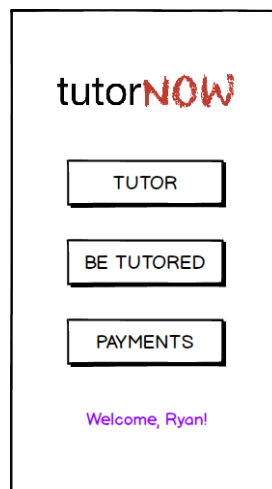 tutorNOW
TUTOR
BE TUTORED
PAYMENTS
Welcome, Ryan!